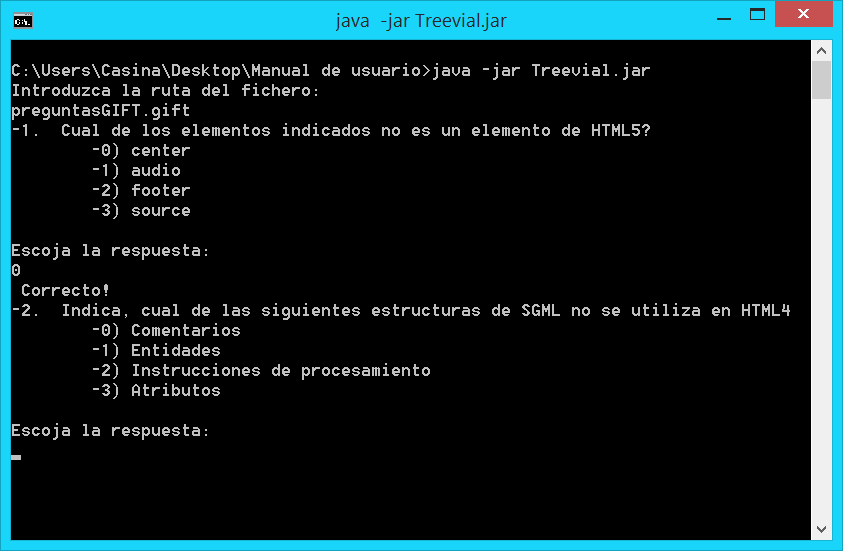 java  -jar Treevial.jar
C:\Users\Casina\Desktop\Manual de usuario>java -jar Treevial.jar
Introduzca la ruta del fichero:
preguntasGIFT.gift
-1.  Cual de los elementos indicados no es un elemento de HTML5?
-0) center
-1) audio
-2) footer
-3) source
Escoja la respuesta:
0
Correcto!
-2.  Indica, cual de las siguientes estructuras de SGML no se utiliza en HTML4
-0) Comentarios
-1) Entidades
-2) Instrucciones de procesamiento
-3) Atributos
Escoja la respuesta: